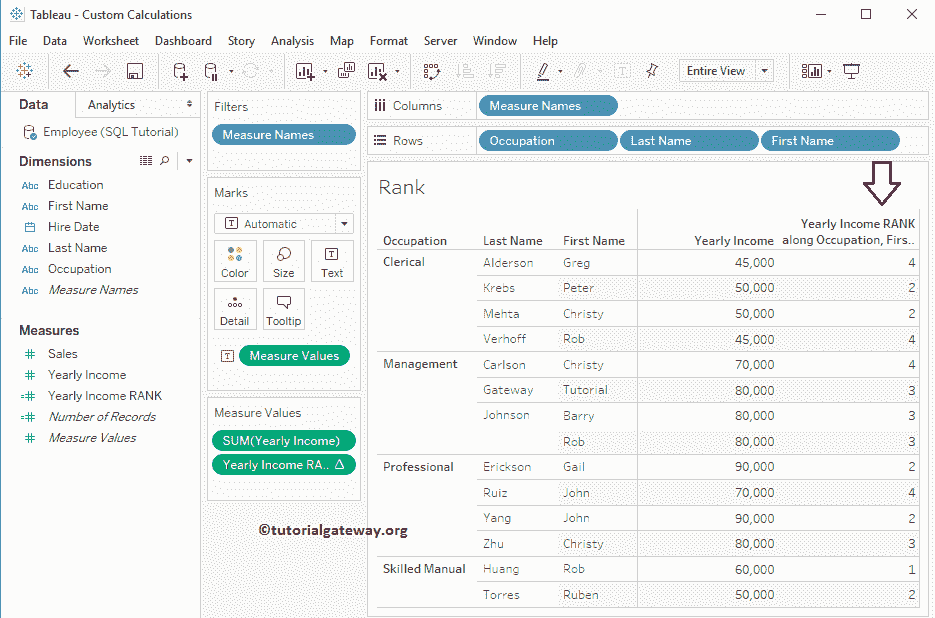 Tableau - Custom Calculations
File Data Worksheet Dashboard Story Analysis Map Format Server Window Help
Entire View
Data Analytics
Employee (SQL Tutorial)
Dimensions
Abc Education
Abc First Name
Hire Date
Abc Last Name
Abc Occupation
Abc Measure Names
Measures
# Sales
# Yearly Income
=# Yearly Income RANK
=# Number of Records
# Measure Values
Filters
Measure Names
Marks
T Automatic
Color Size Text
Detail Tooltip
T Measure Values
Measure Values
SUM(Yearly Income)
Yearly Income RA.. Δ
©tutorialgateway.org
Columns Measure Names
Rows Occupation Last Name First Name
Rank
Yearly Income RANK
Occupation Last Name First Name Yearly Income along Occupation, Firs..
Clerical Alderson Greg 45,000 4
Krebs Peter 50,000 2
Mehta Christy 50,000 2
Verhoff Rob 45,000 4
Management Carlson Christy 70,000 4
Gateway Tutorial 80,000 3
Johnson Barry 80,000 3
Rob 80,000 3
Professional Erickson Gail 90,000 2
Ruiz John 70,000 4
Yang John 90,000 2
Zhu Christy 80,000 3
Skilled Manual Huang Rob 60,000 1
Torres Ruben 50,000 2